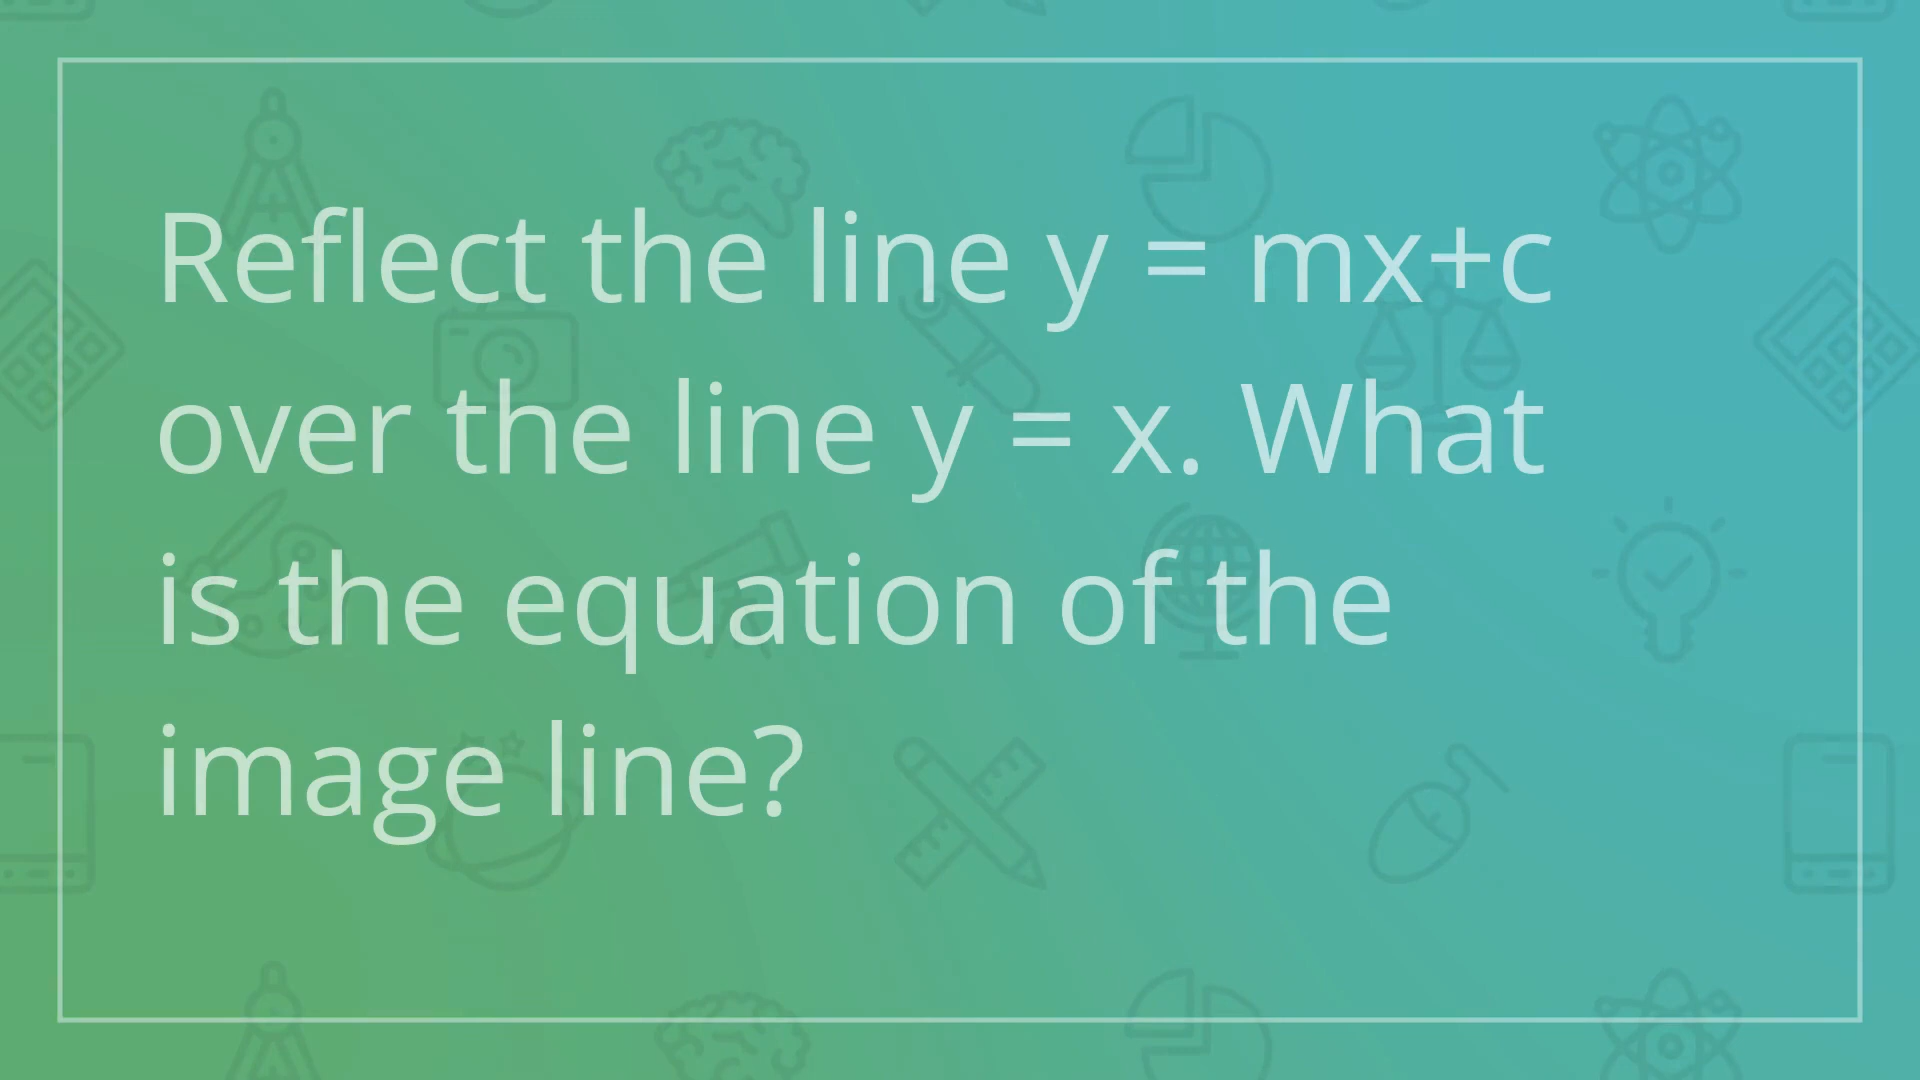 Reflect the line y = mx+c
over the line y = x. What
is the equation of the
image line?